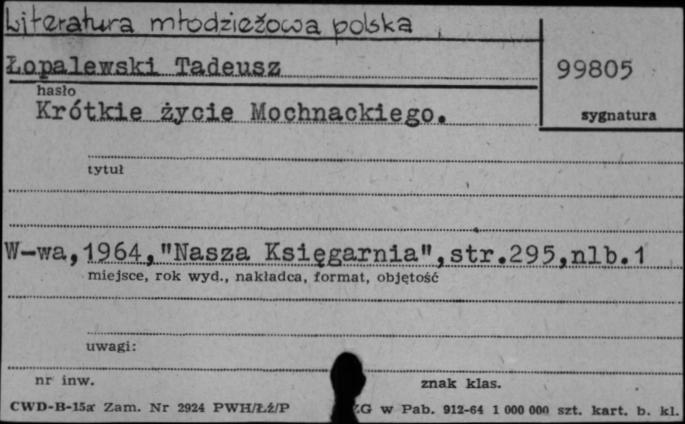 Literatura młodzieżowa polska
Łopalewski Tadeusz
99805
hasło
Krótkie życie Mochnackiego.
sygnatura
tytuł
W-wa,1964,"Nasza Księgarnia",str.295,nlb.1
miejsce, rok wyd., nakładca, format, objętość
uwagi:
nr inw.
znak klas.
CWD-B-15a Zam. Nr 2924 PWH/Łź/P ZG w Pab. 912-64 1 000 000 szt. kart. b. kl.